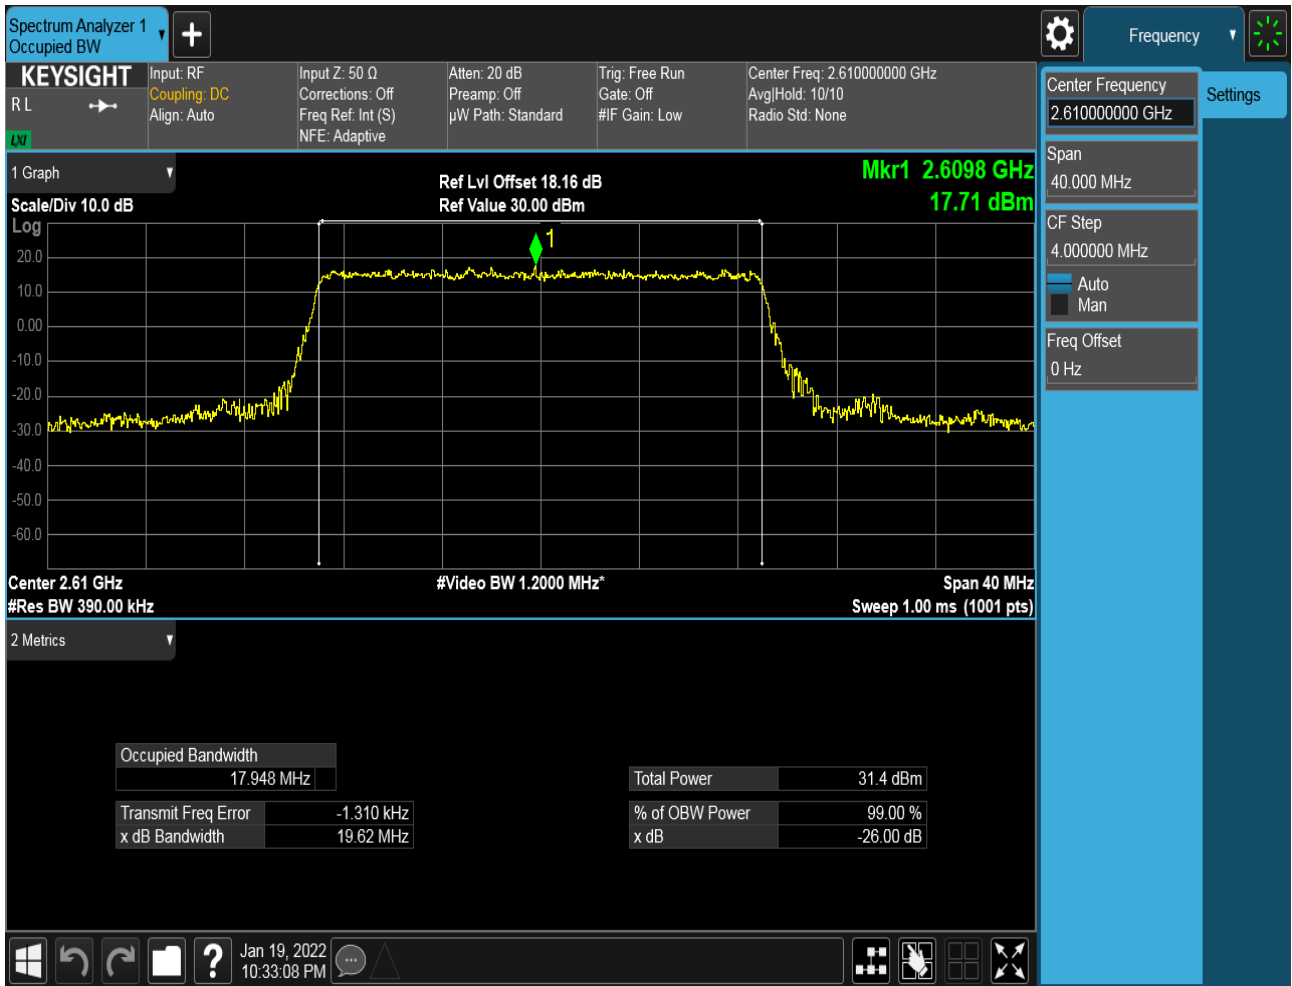 Spectrum Analyzer 1
Occupied BW
Frequency
KEYSIGHT
R L
LXI
Input: RF
Coupling: DC
Align: Auto
Input Z: 50 Ω
Corrections: Off
Freq Ref: Int (S)
NFE: Adaptive
Atten: 20 dB
Preamp: Off
µW Path: Standard
Trig: Free Run
Gate: Off
#IF Gain: Low
Center Freq: 2.610000000 GHz
Avg|Hold: 10/10
Radio Std: None
Center Frequency
2.610000000 GHz
Settings
Span
40.000 MHz
CF Step
4.000000 MHz
Auto
Man
Freq Offset
0 Hz
1 Graph
Scale/Div 10.0 dB
Ref Lvl Offset 18.16 dB
Ref Value 30.00 dBm
Mkr1 2.6098 GHz
17.71 dBm
Log
1
20.0
10.0
0.00
-10.0
-20.0
-30.0
-40.0
-50.0
-60.0
Center 2.61 GHz
#Video BW 1.2000 MHz*
Span 40 MHz
#Res BW 390.00 kHz
Sweep 1.00 ms (1001 pts)
2 Metrics
Occupied Bandwidth
17.948 MHz
Total Power 31.4 dBm
Transmit Freq Error -1.310 kHz
% of OBW Power 99.00 %
x dB Bandwidth 19.62 MHz
x dB -26.00 dB
?
Jan 19, 2022
10:33:08 PM